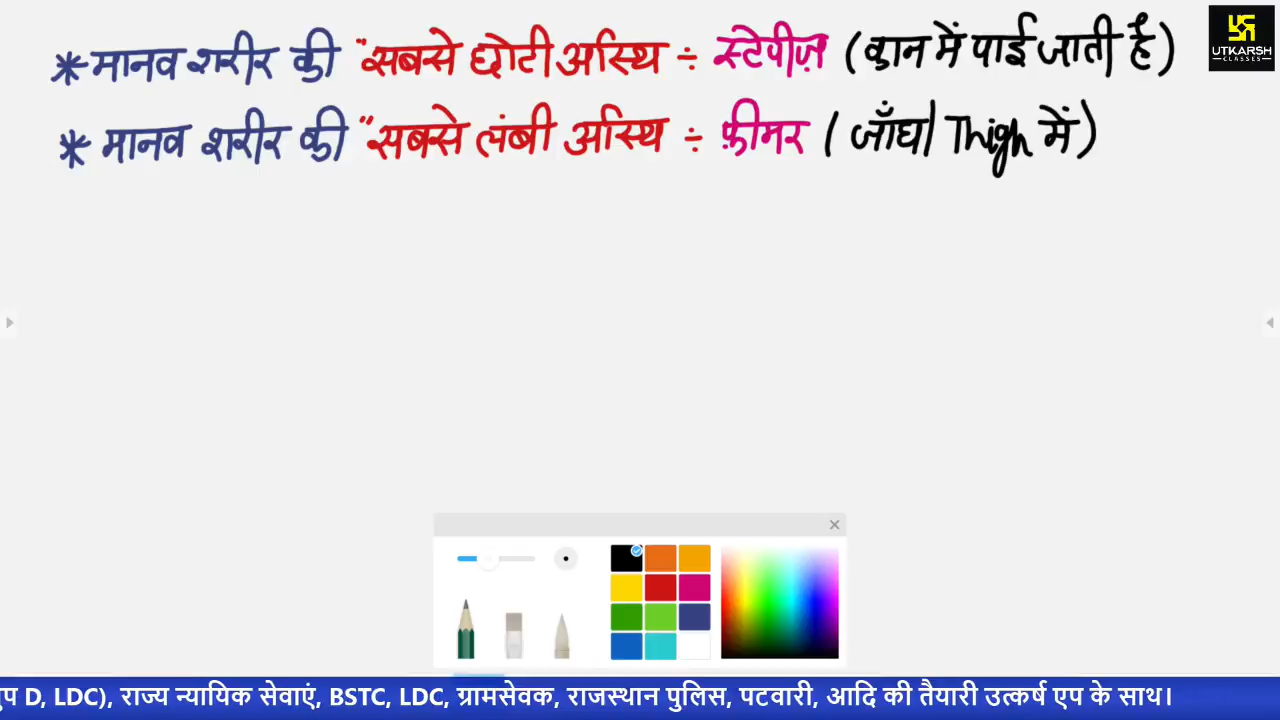 * मानव शरीर की "सबसे छोटी अस्थि ÷ स्टेपीज़ (कान में पाई जाती है)
* मानव शरीर की "सबसे लंबी अस्थि ÷ फ़ीमर ( जाँघ/ Thigh में)
UTKARSH
CLASSES
ुप D, LDC), राज्य न्यायिक सेवाएं, BSTC, LDC, ग्रामसेवक, राजस्थान पुलिस, पटवारी, आदि की तैयारी उत्कर्ष एप के साथ।